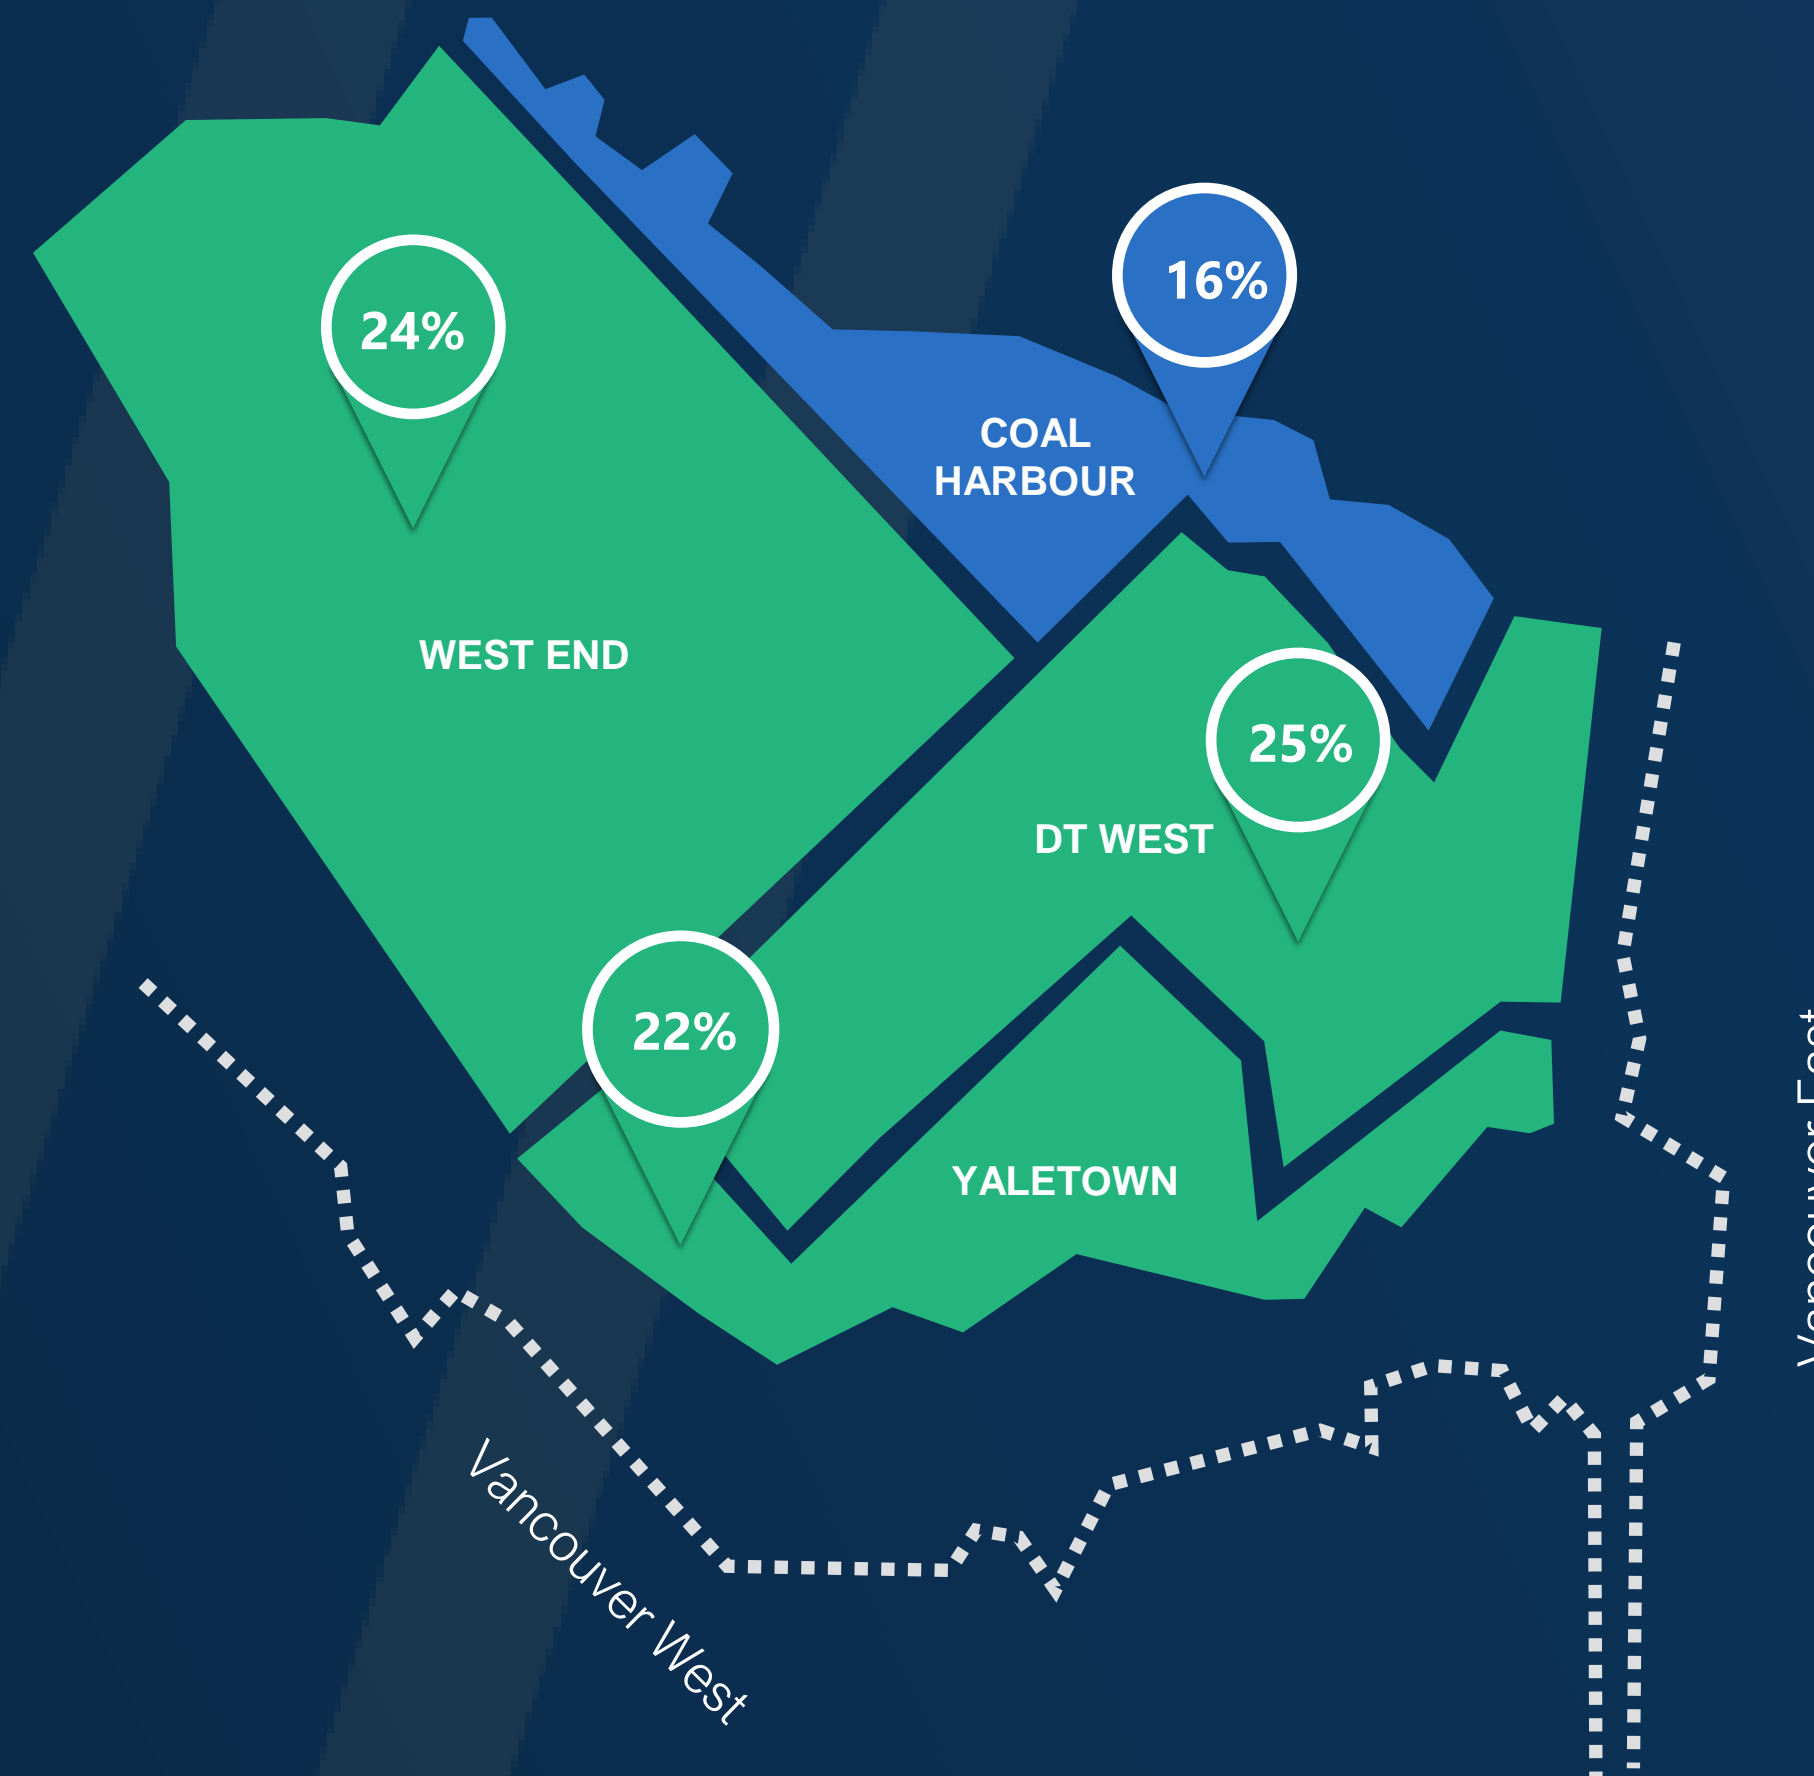 16%
24%
COAL
HARBOUR
WEST END
25%
DT WEST
22%
YALETOWN
Vancouver West